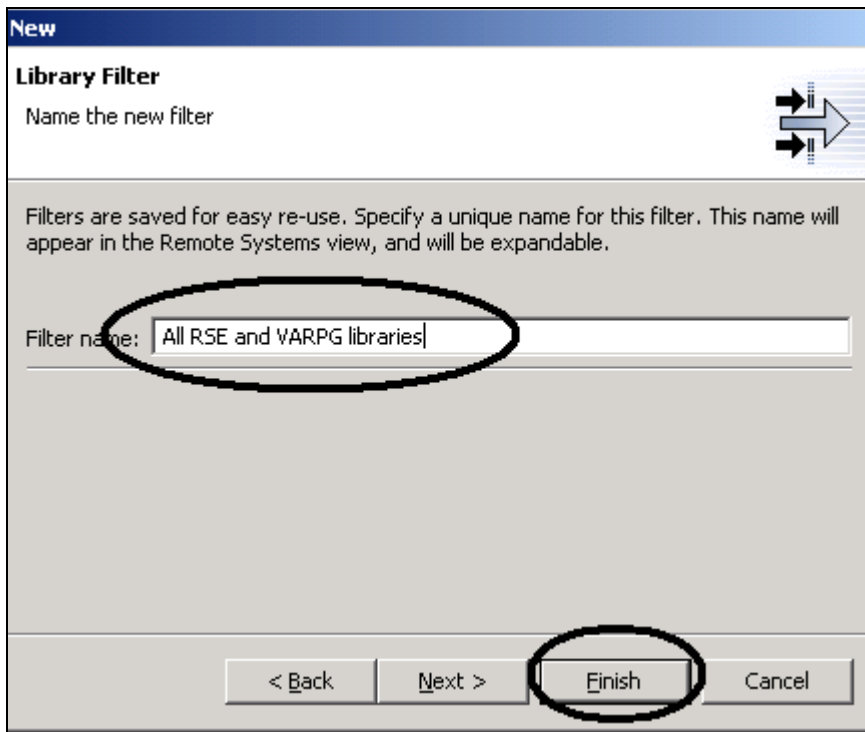 New
Library Filter
Name the new filter
Filters are saved for easy re-use. Specify a unique name for this filter. This name will
appear in the Remote Systems view, and will be expandable.
Filter name: All RSE and VARPG libraries
< Back Next > Finish Cancel